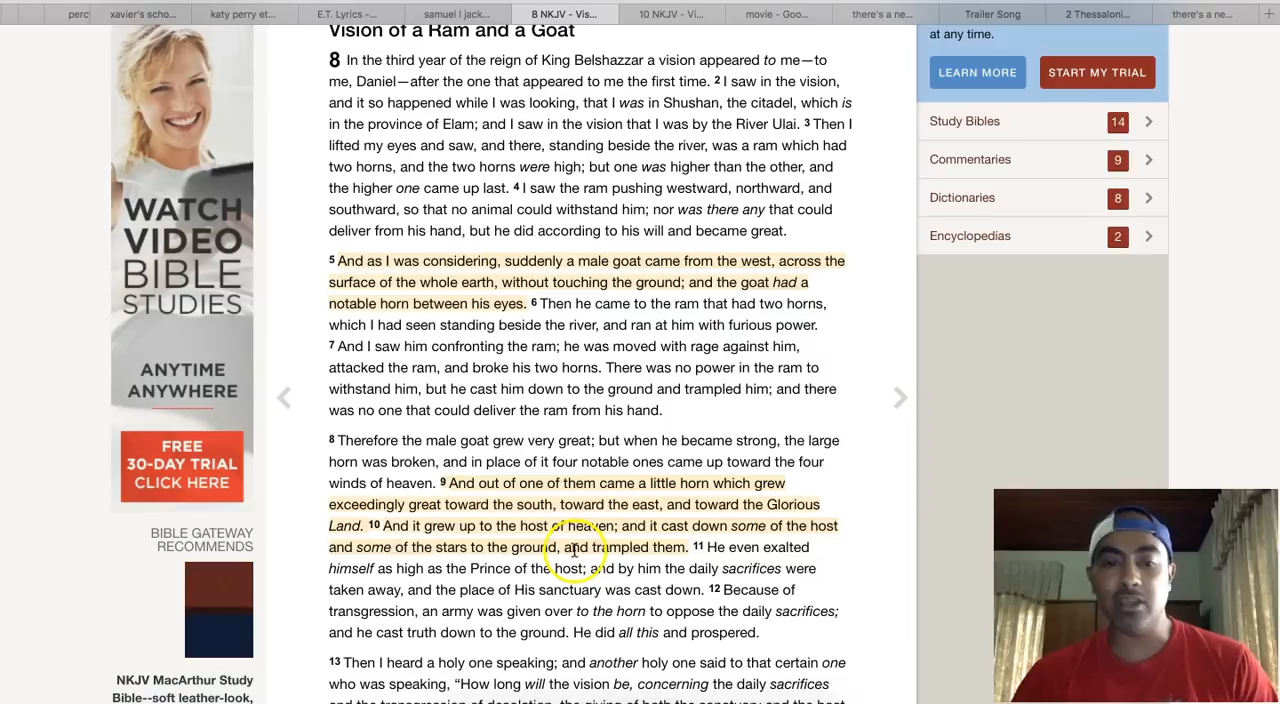 percy
xavier's scho...
katy perry et...
E.T. Lyrics -...
samuel l jack...
8 NKJV - Vis...
10 NKJV - Vi...
movie - Goo...
there's a ne...
Trailer Song
2 Thessaloni...
there's a ne...
Vision of a Ram and a Goat
8 In the third year of the reign of King Belshazzar a vision appeared to me—to
me, Daniel—after the one that appeared to me the first time. 2 I saw in the vision,
and it so happened while I was looking, that I was in Shushan, the citadel, which is
in the province of Elam; and I saw in the vision that I was by the River Ulai. 3 Then I
lifted my eyes and saw, and there, standing beside the river, was a ram which had
two horns, and the two horns were high; but one was higher than the other, and
the higher one came up last. 4 I saw the ram pushing westward, northward, and
southward, so that no animal could withstand him; nor was there any that could
deliver from his hand, but he did according to his will and became great.
5 And as I was considering, suddenly a male goat came from the west, across the
surface of the whole earth, without touching the ground; and the goat had a
notable horn between his eyes. 6 Then he came to the ram that had two horns,
which I had seen standing beside the river, and ran at him with furious power.
7 And I saw him confronting the ram; he was moved with rage against him,
attacked the ram, and broke his two horns. There was no power in the ram to
withstand him, but he cast him down to the ground and trampled him; and there
was no one that could deliver the ram from his hand.
8 Therefore the male goat grew very great; but when he became strong, the large
horn was broken, and in place of it four notable ones came up toward the four
winds of heaven. 9 And out of one of them came a little horn which grew
exceedingly great toward the south, toward the east, and toward the Glorious
Land. 10 And it grew up to the host of heaven; and it cast down some of the host
and some of the stars to the ground, and trampled them. 11 He even exalted
himself as high as the Prince of the host; and by him the daily sacrifices were
taken away, and the place of His sanctuary was cast down. 12 Because of
transgression, an army was given over to the horn to oppose the daily sacrifices;
and he cast truth down to the ground. He did all this and prospered.
13 Then I heard a holy one speaking; and another holy one said to that certain one
who was speaking, “How long will the vision be, concerning the daily sacrifices
and the transgression of desolation, the giving of both the sanctuary and the host
WATCH
VIDEO
BIBLE
STUDIES
ANYTIME
ANYWHERE
FREE
30-DAY TRIAL
CLICK HERE
BIBLE GATEWAY
RECOMMENDS
NKJV MacArthur Study
Bible--soft leather-look,
at any time.
LEARN MORE
START MY TRIAL
Study Bibles 14
Commentaries 9
Dictionaries 8
Encyclopedias 2